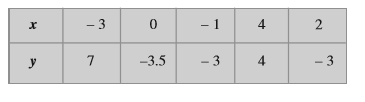 x – 3 0 – 1 4 2
y 7 –3.5 – 3 4 – 3